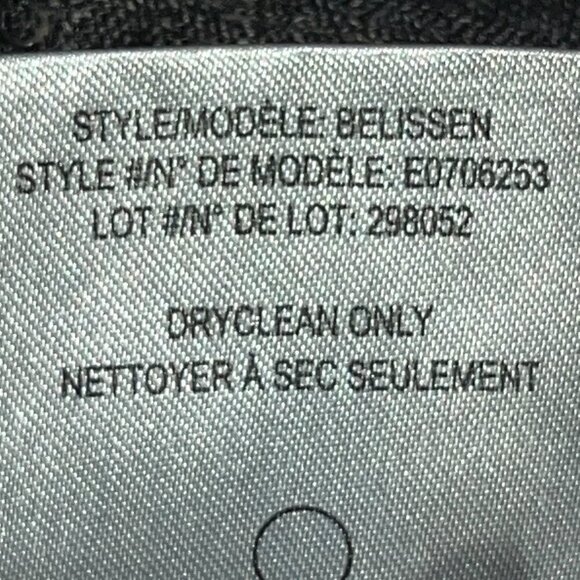 STYLE/MODÈLE: BELISSEN
STYLE #/N° DE MODÈLE: E0706253
LOT #/N° DE LOT: 298052
DRYCLEAN ONLY
NETTOYER À SEC SEULEMENT